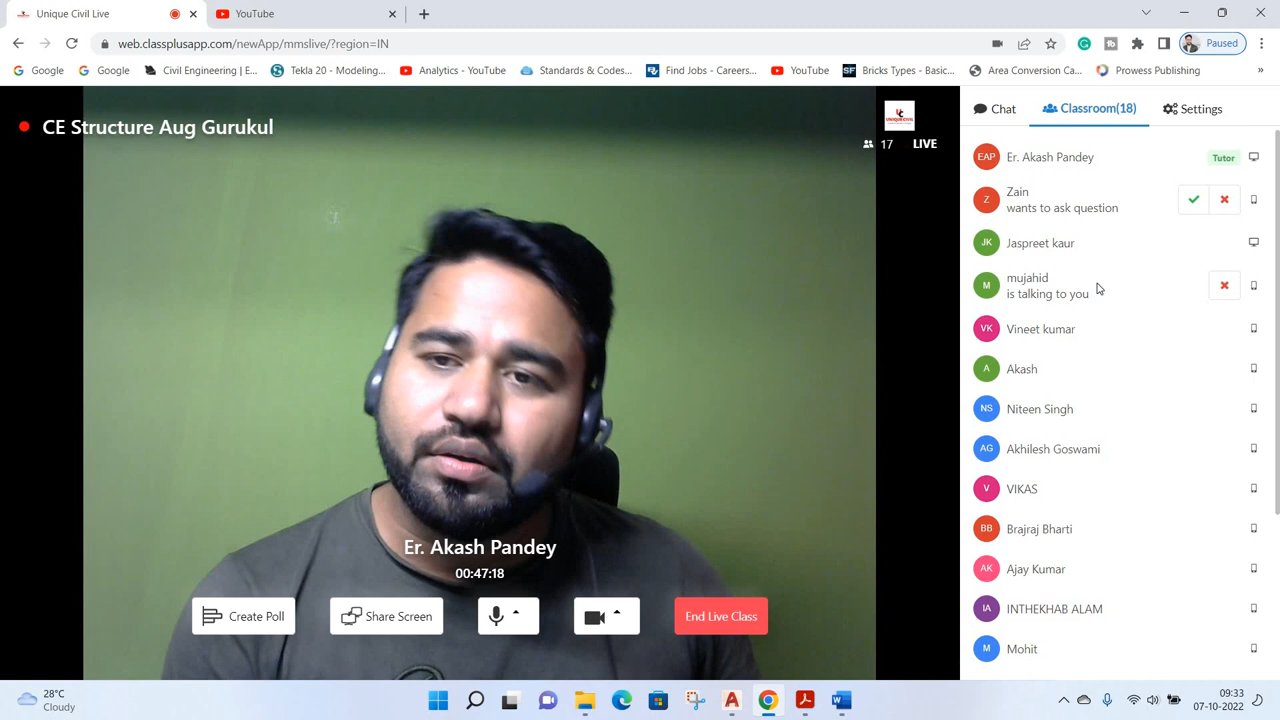 Unique Civil Live
YouTube
web.classplusapp.com/newApp/mmslive/?region=IN
Paused
Google
Google
Civil Engineering | E...
Tekla 20 - Modeling...
Analytics - YouTube
Standards & Codes...
Find Jobs - Careers...
YouTube
SF
Bricks Types - Basic...
Area Conversion Ca...
Prowess Publishing
»
CE Structure Aug Gurukul
UNIQUE CIVIL
17
LIVE
Er. Akash Pandey
00:47:18
Create Poll
Share Screen
End Live Class
Chat
Classroom(18)
Settings
EAP
Er. Akash Pandey
Tutor
Z
Zain
wants to ask question
JK
Jaspreet kaur
M
mujahid
is talking to you
VK
Vineet kumar
A
Akash
NS
Niteen Singh
AG
Akhilesh Goswami
V
VIKAS
BB
Brajraj Bharti
AK
Ajay Kumar
IA
INTHEKHAB ALAM
M
Mohit
28°C
Cloudy
09:33
07-10-2022